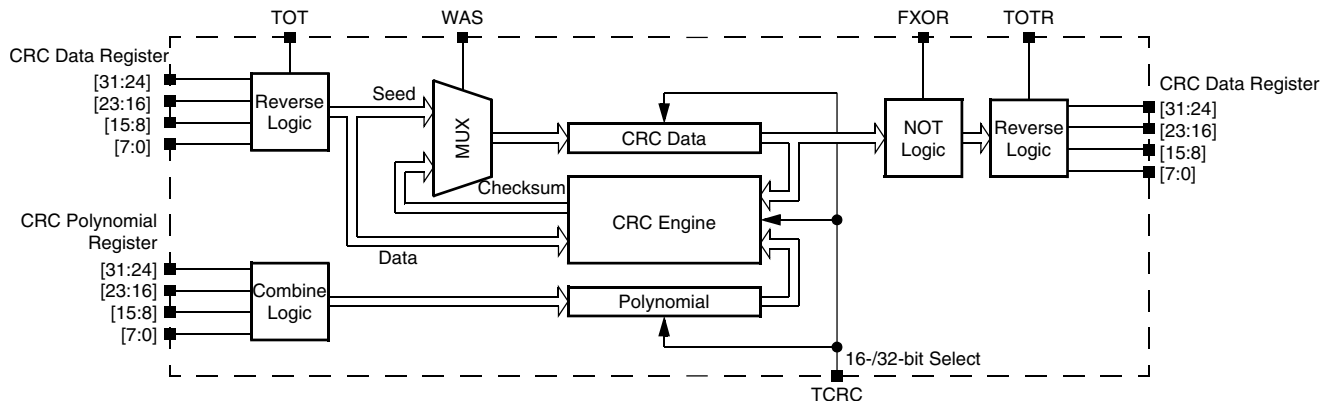 TOT
WAS
FXOR
TOTR
CRC Data Register
[31:24]
[23:16]
[15:8]
[7:0]
Reverse
Logic
Seed
MUX
CRC Data
NOT
Logic
Reverse
Logic
CRC Data Register
[31:24]
[23:16]
[15:8]
[7:0]
Checksum
CRC Engine
Data
CRC Polynomial
Register
[31:24]
[23:16]
[15:8]
[7:0]
Combine
Logic
Polynomial
16-/32-bit Select
TCRC